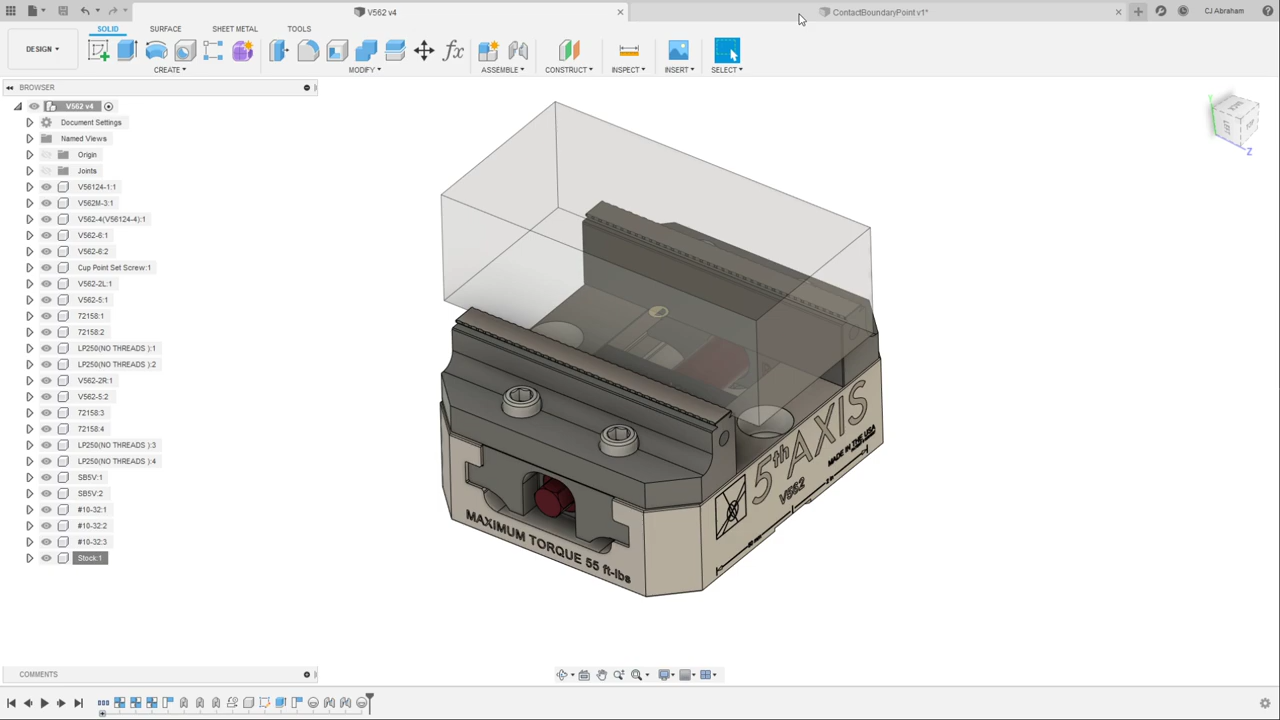 V562 v4
ContactBoundaryPoint v1*
CJ Abraham
DESIGN
SOLID
SURFACE
SHEET METAL
TOOLS
CREATE
MODIFY
ASSEMBLE
CONSTRUCT
INSPECT
INSERT
SELECT
BROWSER
V562 v4
Document Settings
Named Views
Origin
Joints
V56124-1:1
V562M-3:1
V562-4(V56124-4):1
V562-6:1
V562-6:2
Cup Point Set Screw:1
V562-2L:1
V562-5:1
72158:1
72158:2
LP250(NO THREADS ):1
LP250(NO THREADS ):2
V562-2R:1
V562-5:2
72158:3
72158:4
LP250(NO THREADS ):3
LP250(NO THREADS ):4
SB5V:1
SB5V:2
#10-32:1
#10-32:2
#10-32:3
Stock:1
5th AXIS
V562
MADE IN THE USA
MAXIMUM TORQUE 55 ft-lbs
Z
COMMENTS